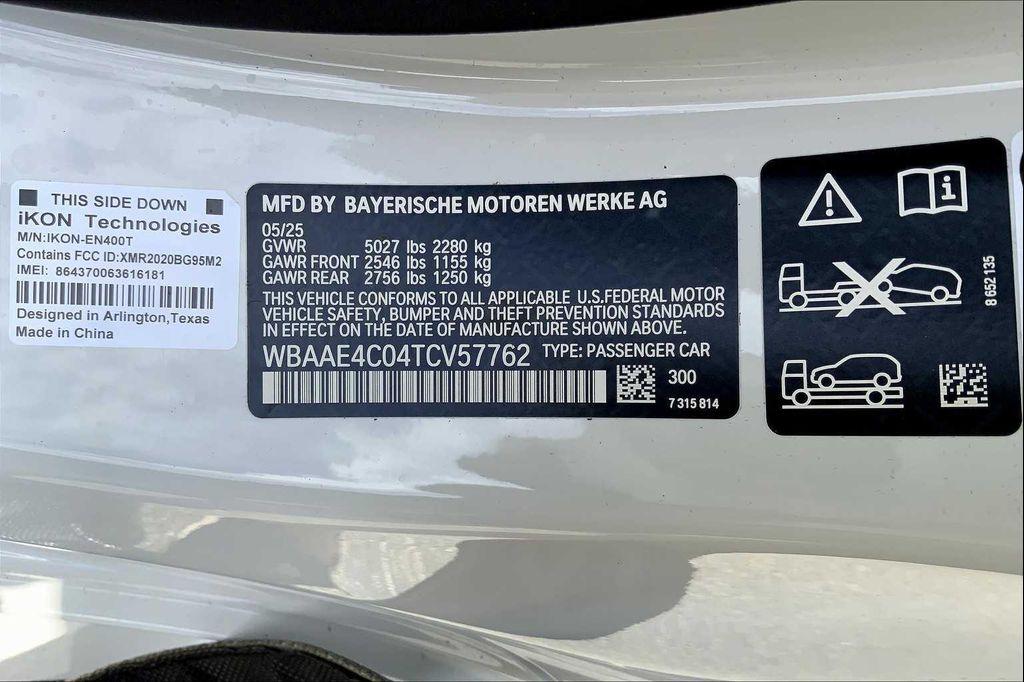 THIS SIDE DOWN
iKON Technologies
M/N:IKON-EN400T
Contains FCC ID:XMR2020BG95M2
IMEI: 864370063616181
Designed in Arlington,Texas
Made in China
MFD BY BAYERISCHE MOTOREN WERKE AG
05/25
GVWR 5027 lbs 2280 kg
GAWR FRONT 2546 lbs 1155 kg
GAWR REAR 2756 lbs 1250 kg
THIS VEHICLE CONFORMS TO ALL APPLICABLE U.S.FEDERAL MOTOR
VEHICLE SAFETY, BUMPER AND THEFT PREVENTION STANDARDS
IN EFFECT ON THE DATE OF MANUFACTURE SHOWN ABOVE.
WBAAE4C04TCV57762 TYPE: PASSENGER CAR
300
7 315 814
8 652 135